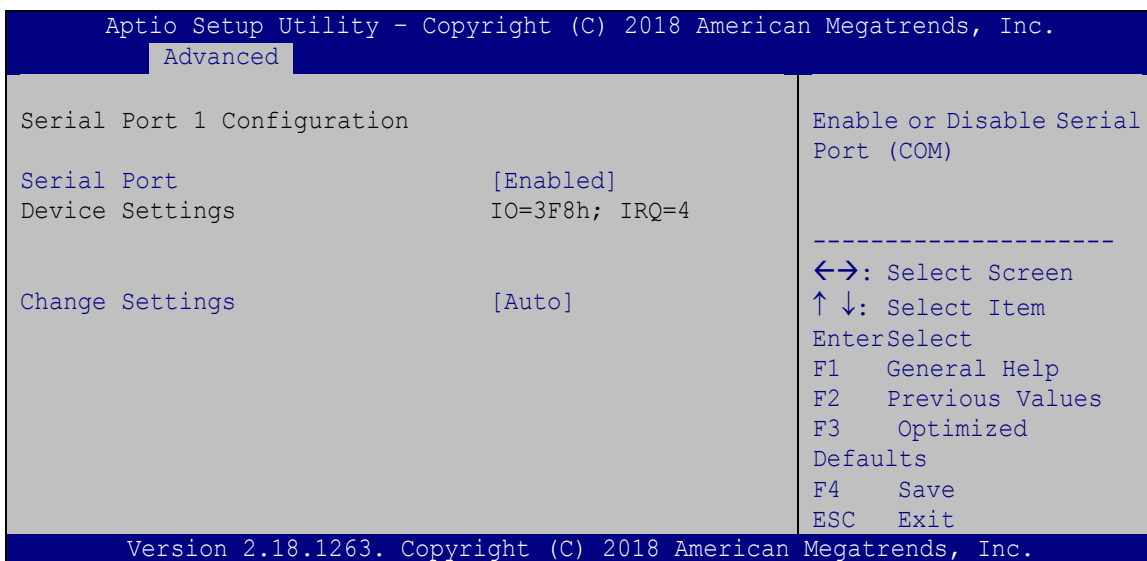 Aptio Setup Utility – Copyright (C) 2018 American Megatrends, Inc.
Advanced
Serial Port 1 Configuration
Serial Port [Enabled]
Device Settings IO=3F8h; IRQ=4
Change Settings [Auto]
Enable or Disable Serial
Port (COM)
---------------------
←→: Select Screen
↑ ↓: Select Item
EnterSelect
F1 General Help
F2 Previous Values
F3 Optimized
Defaults
F4 Save
ESC Exit
Version 2.18.1263. Copyright (C) 2018 American Megatrends, Inc.